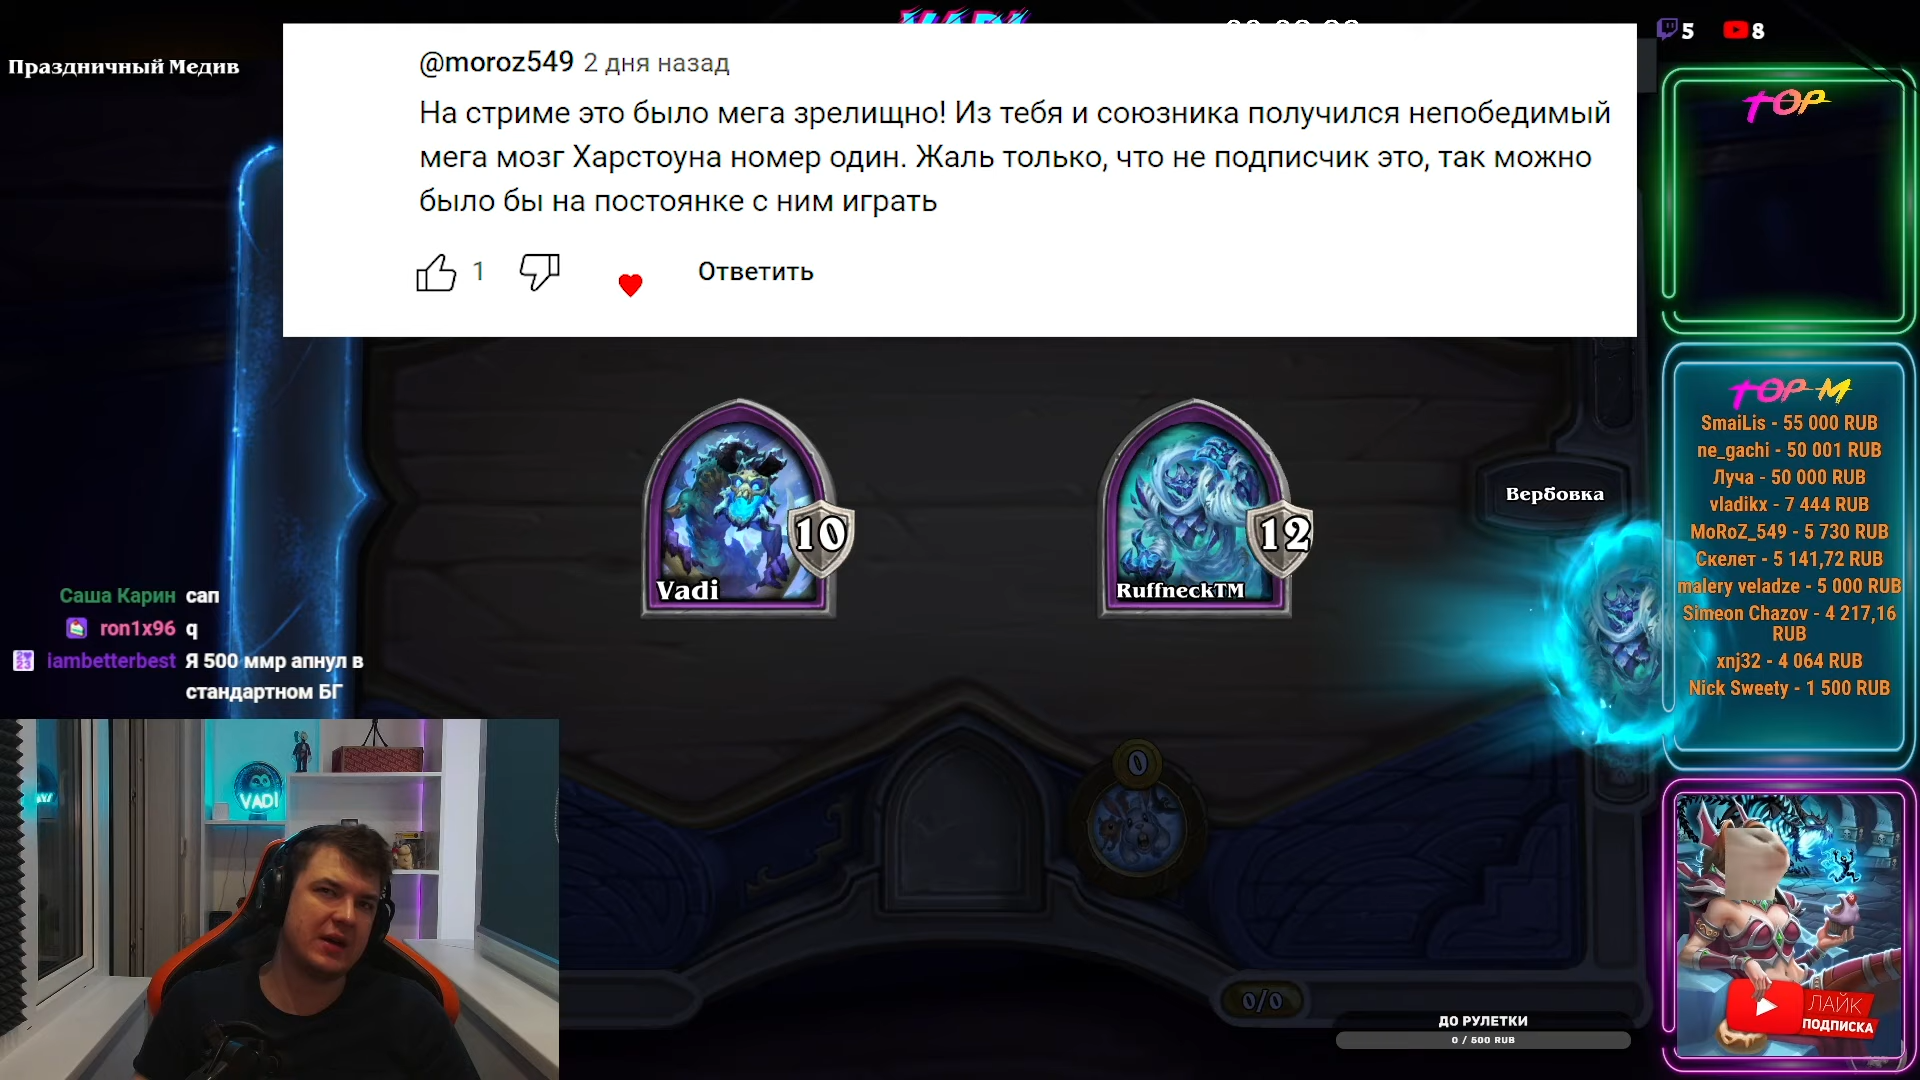 5
8
Праздничный Медив
@moroz549 2 дня назад
На стриме это было мега зрелищно! Из тебя и союзника получился непобедимый
мега мозг Харстоуна номер один. Жаль только, что не подписчик это, так можно
было бы на постоянке с ним играть
1
Ответить
TOP
TOP-M
SmaiLis - 55 000 RUB
ne_gachi - 50 001 RUB
Луча - 50 000 RUB
vladikx - 7 444 RUB
MoRoZ_549 - 5 730 RUB
Скелет - 5 141,72 RUB
malery veladze - 5 000 RUB
Simeon Chazov - 4 217,16
RUB
xnj32 - 4 064 RUB
Nick Sweety - 1 500 RUB
10
Vadi
12
RuffneckTM
Вербовка
Саша Карин сап
ron1x96 q
iambetterbest Я 500 ммр апнул в
стандартном БГ
0
VADI
0/0
ДО РУЛЕТКИ
0 / 500 RUB
ЛАЙК
ПОДПИСКА